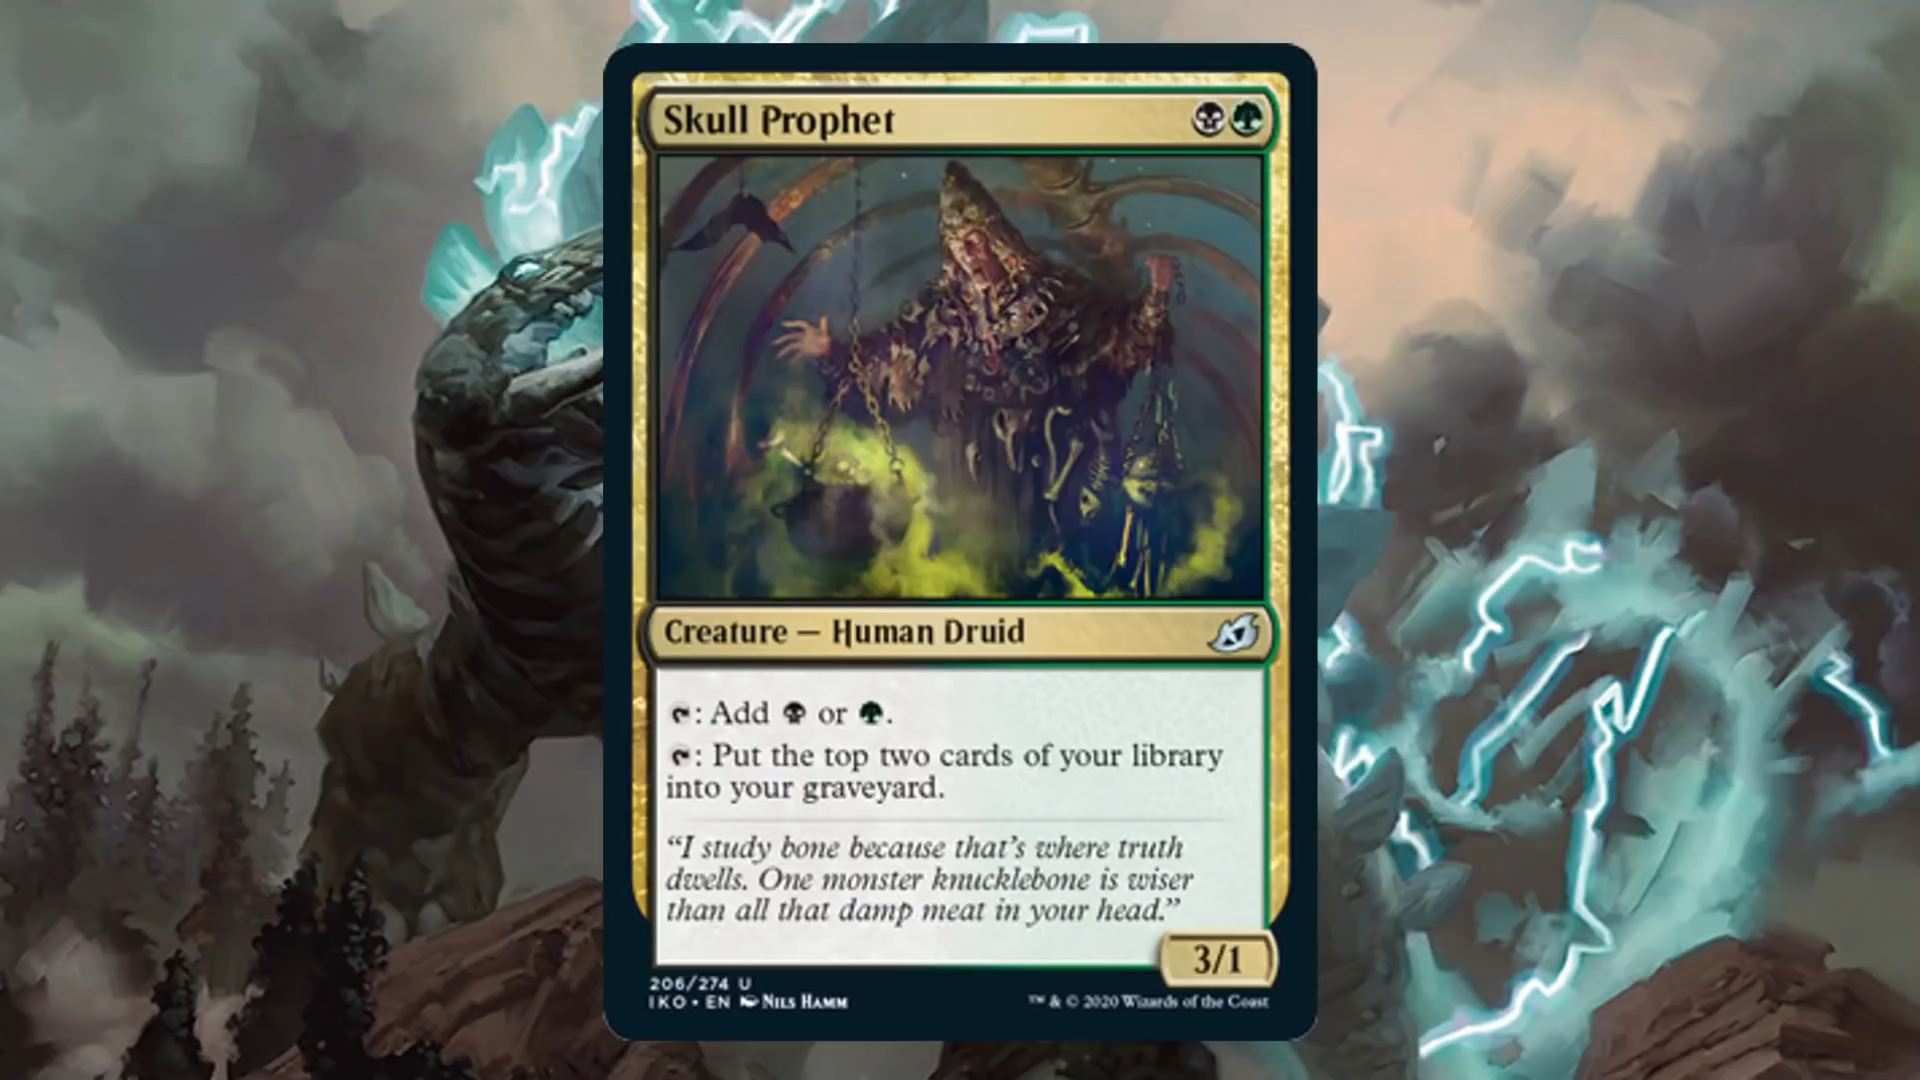 Skull Prophet
Creature — Human Druid
: Add or .
: Put the top two cards of your library
into your graveyard.
“I study bone because that’s where truth
dwells. One monster knucklebone is wiser
than all that damp meat in your head.”
3/1
206/274 U
IKO • EN Nils Hamm
™ & © 2020 Wizards of the Coast